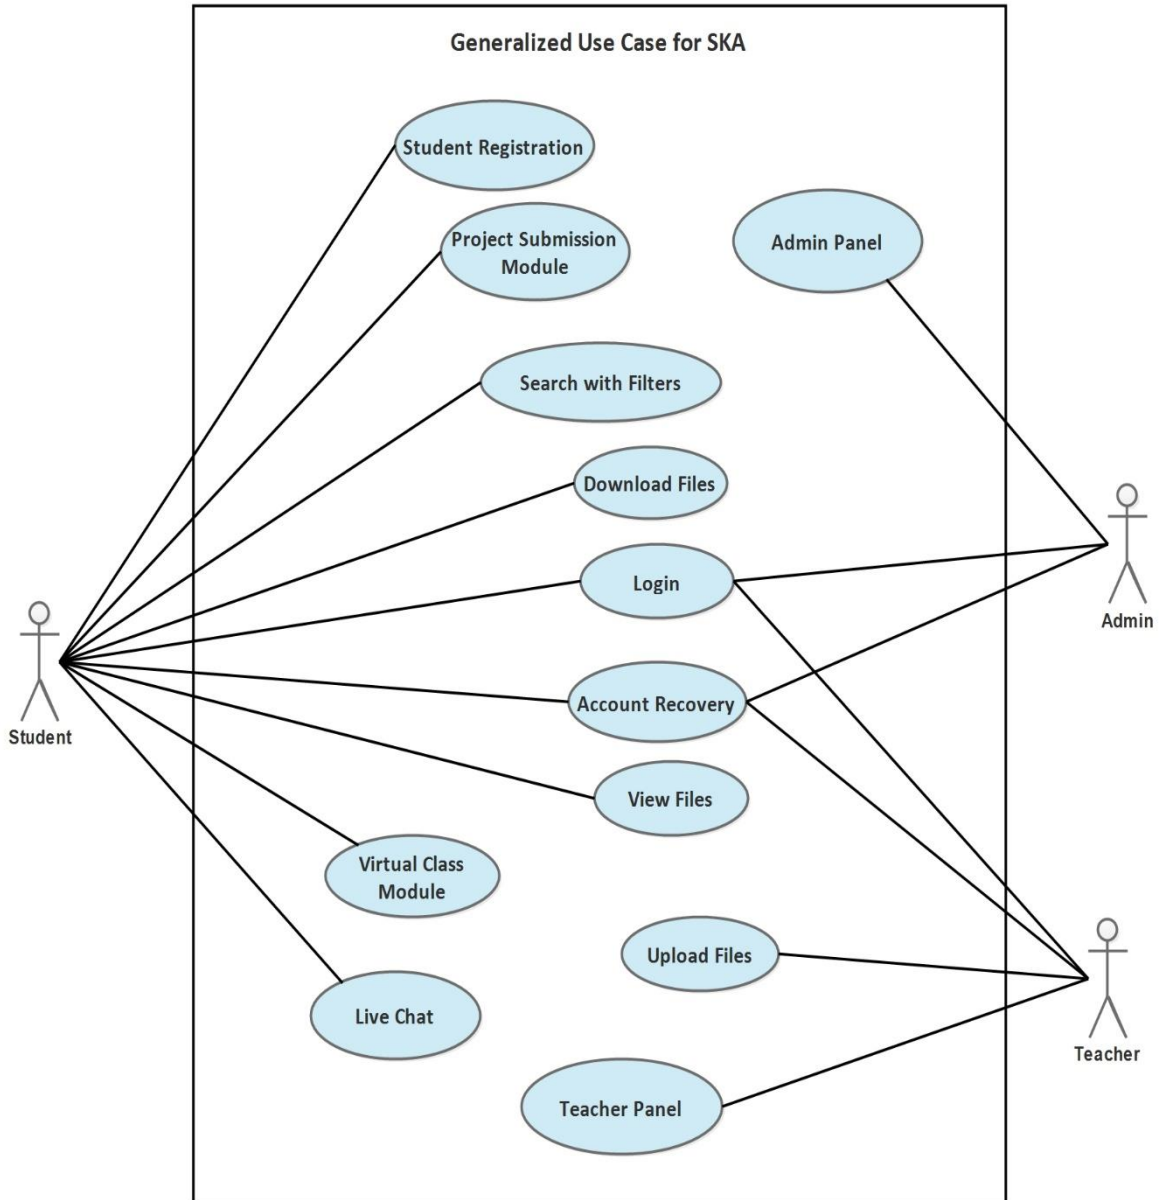 Generalized Use Case for SKA
Student Registration
Project Submission
Module
Admin Panel
Search with Filters
Download Files
Login
Admin
Account Recovery
Student
View Files
Virtual Class
Module
Upload Files
Live Chat
Teacher
Teacher Panel